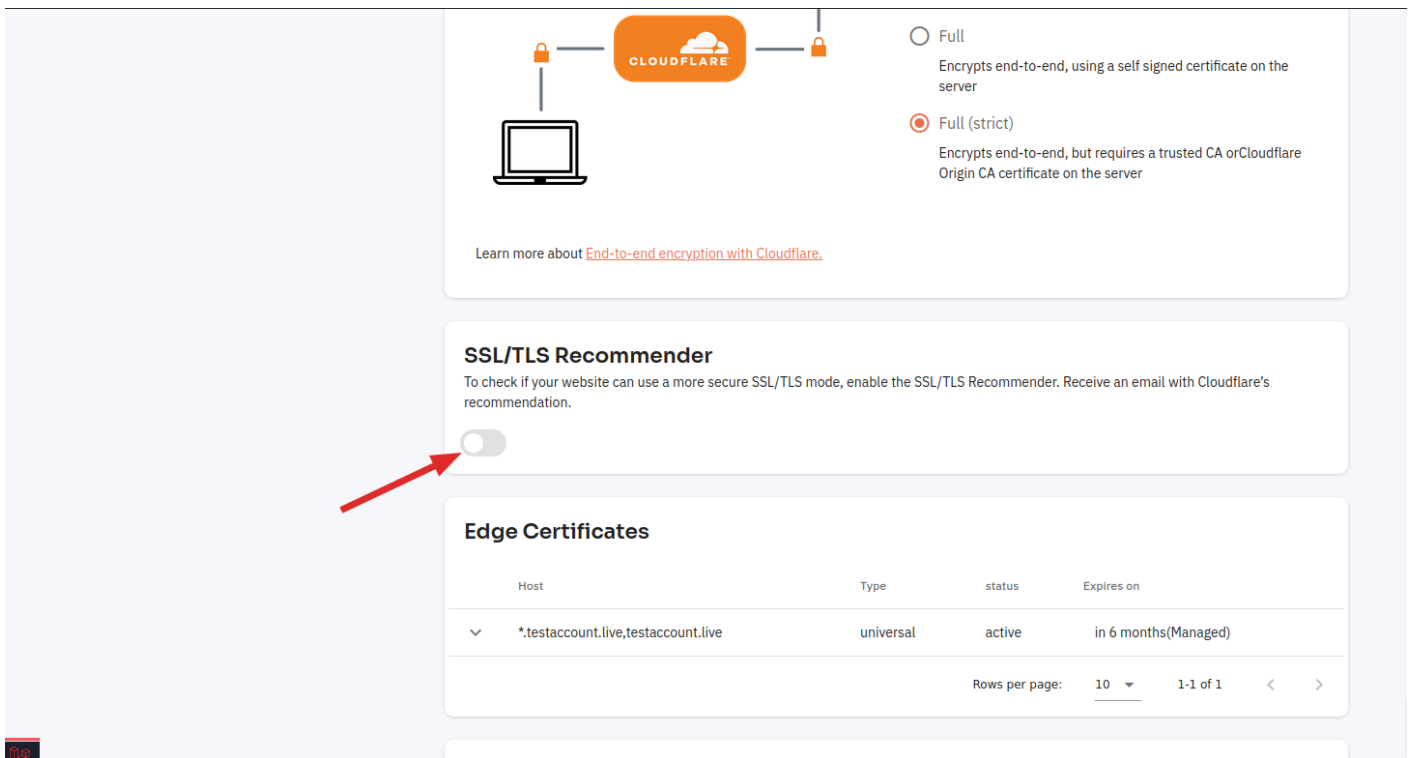 CLOUDFLARE
Full
Encrypts end-to-end, using a self signed certificate on the
server
Full (strict)
Encrypts end-to-end, but requires a trusted CA orCloudflare
Origin CA certificate on the server
Learn more about End-to-end encryption with Cloudflare.
SSL/TLS Recommender
To check if your website can use a more secure SSL/TLS mode, enable the SSL/TLS Recommender. Receive an email with Cloudflare's
recommendation.
Edge Certificates
Host Type status Expires on
*.testaccount.live,testaccount.live universal active in 6 months(Managed)
Rows per page: 10 1-1 of 1